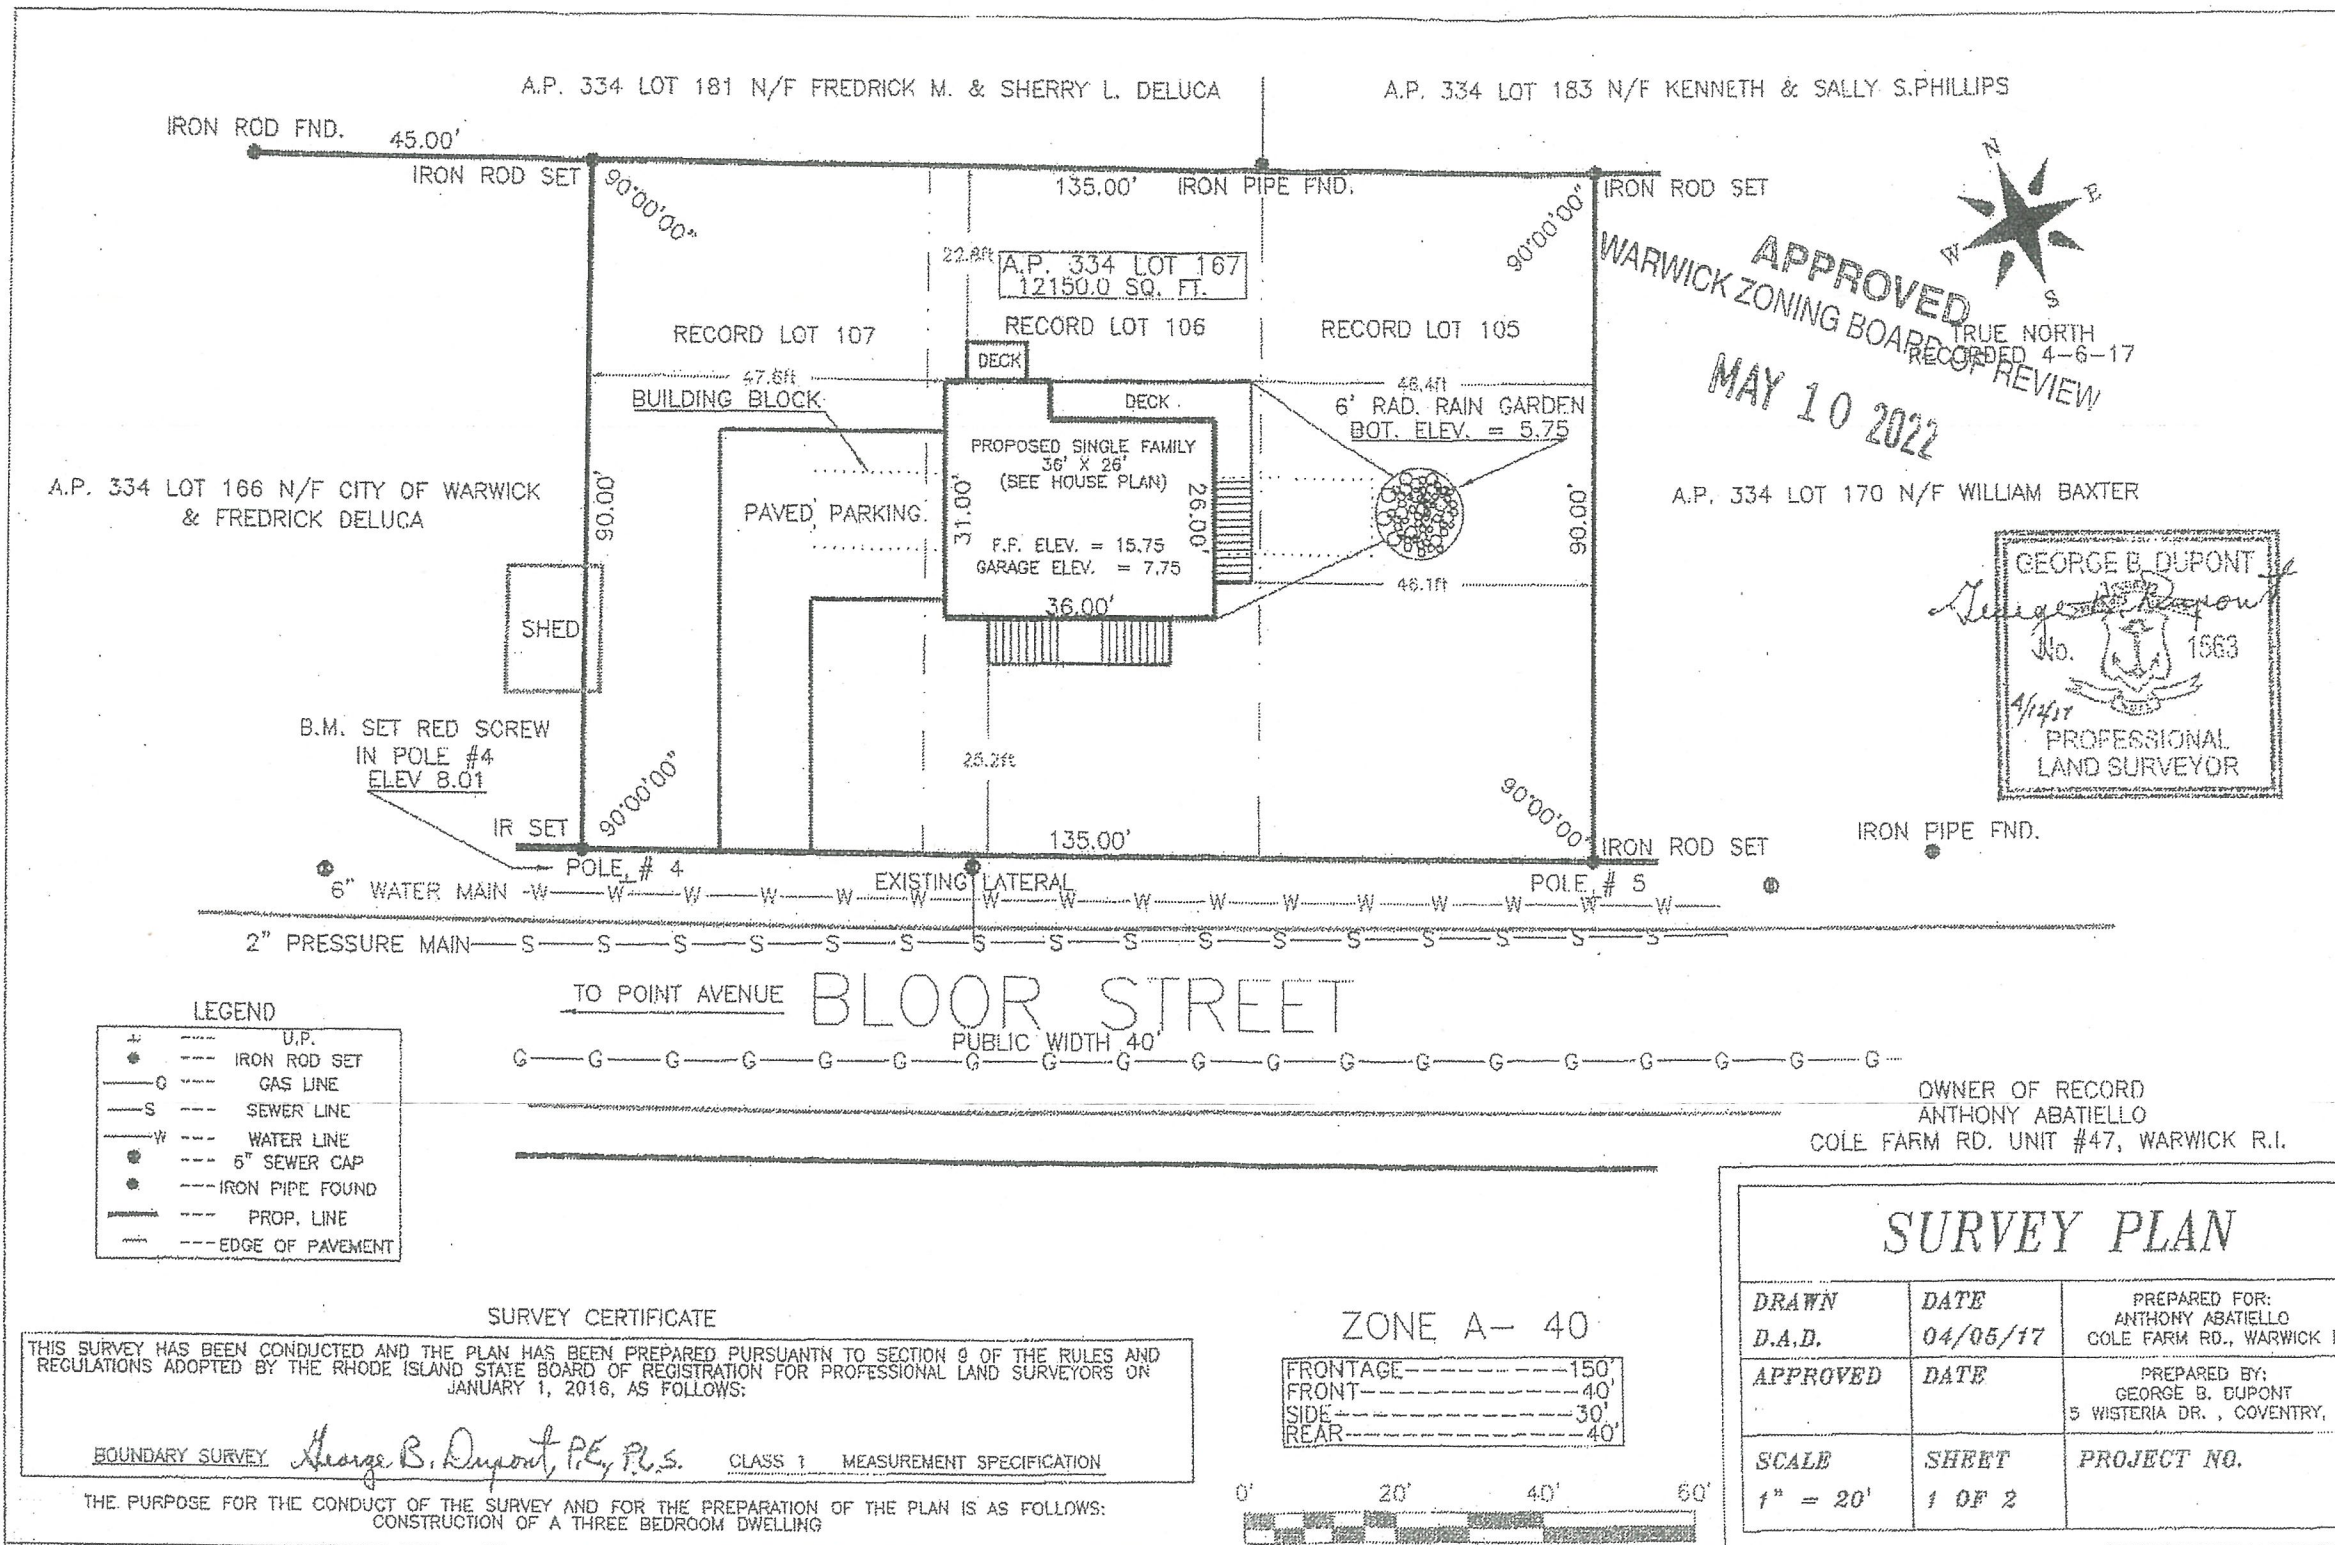 A.P. 334 LOT 181 N/F FREDRICK M. & SHERRY L. DELUCA
A.P. 334 LOT 183 N/F KENNETH & SALLY S.PHILLIPS
IRON ROD FND.
45.00'
IRON ROD SET
90°00'00"
135.00'
IRON PIPE FND.
90°00'00"
IRON ROD SET
N
E
W
S
TRUE NORTH
RECORDED 4-6-17
APPROVED
WARWICK ZONING BOARD OF REVIEW
MAY 10 2022
22.8ft
A.P. 334 LOT 167
12150.0 SQ. FT.
RECORD LOT 107
RECORD LOT 106
RECORD LOT 105
DECK
47.6ft
46.4ft
BUILDING BLOCK
DECK
6' RAD. RAIN GARDEN
BOT. ELEV. = 5.75
PROPOSED SINGLE FAMILY
36' X 26'
(SEE HOUSE PLAN)
A.P. 334 LOT 166 N/F CITY OF WARWICK
& FREDRICK DELUCA
90.00'
PAVED PARKING
31.00'
26.00'
F.F. ELEV. = 15.75
GARAGE ELEV. = 7.75
36.00'
46.1ft
90.00'
A.P. 334 LOT 170 N/F WILLIAM BAXTER
GEORGE B. DUPONT
George B. Dupont
No. 1563
4/12/17
PROFESSIONAL
LAND SURVEYOR
SHED
B.M. SET RED SCREW
IN POLE #4
ELEV 8.01
25.2ft
IR SET
90°00'00"
135.00'
90°00'00"
IRON ROD SET
IRON PIPE FND.
POLE # 4
EXISTING LATERAL
POLE # 5
6" WATER MAIN -W---W---W---W---W---W---W---W---W---W---W---W---W---W---W---W
2" PRESSURE MAIN---S---S---S---S---S---S---S---S---S---S---S---S---S---S---S---S
TO POINT AVENUE
BLOOR STREET
PUBLIC WIDTH 40'
G---G---G---G---G---G---G---G---G---G---G---G---G---G---G---G---G---G---G
LEGEND
U.P.
IRON ROD SET
G --- GAS LINE
S --- SEWER LINE
W --- WATER LINE
6" SEWER CAP
IRON PIPE FOUND
PROP. LINE
EDGE OF PAVEMENT
OWNER OF RECORD
ANTHONY ABATIELLO
COLE FARM RD. UNIT #47, WARWICK R.I.
SURVEY CERTIFICATE
THIS SURVEY HAS BEEN CONDUCTED AND THE PLAN HAS BEEN PREPARED PURSUANTN TO SECTION 9 OF THE RULES AND
REGULATIONS ADOPTED BY THE RHODE ISLAND STATE BOARD OF REGISTRATION FOR PROFESSIONAL LAND SURVEYORS ON
JANUARY 1, 2016, AS FOLLOWS:
BOUNDARY SURVEY George B. Dupont, P.E., P.L.S. CLASS 1 MEASUREMENT SPECIFICATION
THE PURPOSE FOR THE CONDUCT OF THE SURVEY AND FOR THE PREPARATION OF THE PLAN IS AS FOLLOWS:
CONSTRUCTION OF A THREE BEDROOM DWELLING
ZONE A- 40
FRONTAGE-----------150'
FRONT--------------40'
SIDE---------------30'
REAR---------------40'
0' 20' 40' 60'
SURVEY PLAN
DRAWN
D.A.D.
DATE
04/05/17
PREPARED FOR:
ANTHONY ABATIELLO
COLE FARM RD., WARWICK
APPROVED
DATE
PREPARED BY:
GEORGE B. DUPONT
5 WISTERIA DR. , COVENTRY,
SCALE
1" = 20'
SHEET
1 OF 2
PROJECT NO.